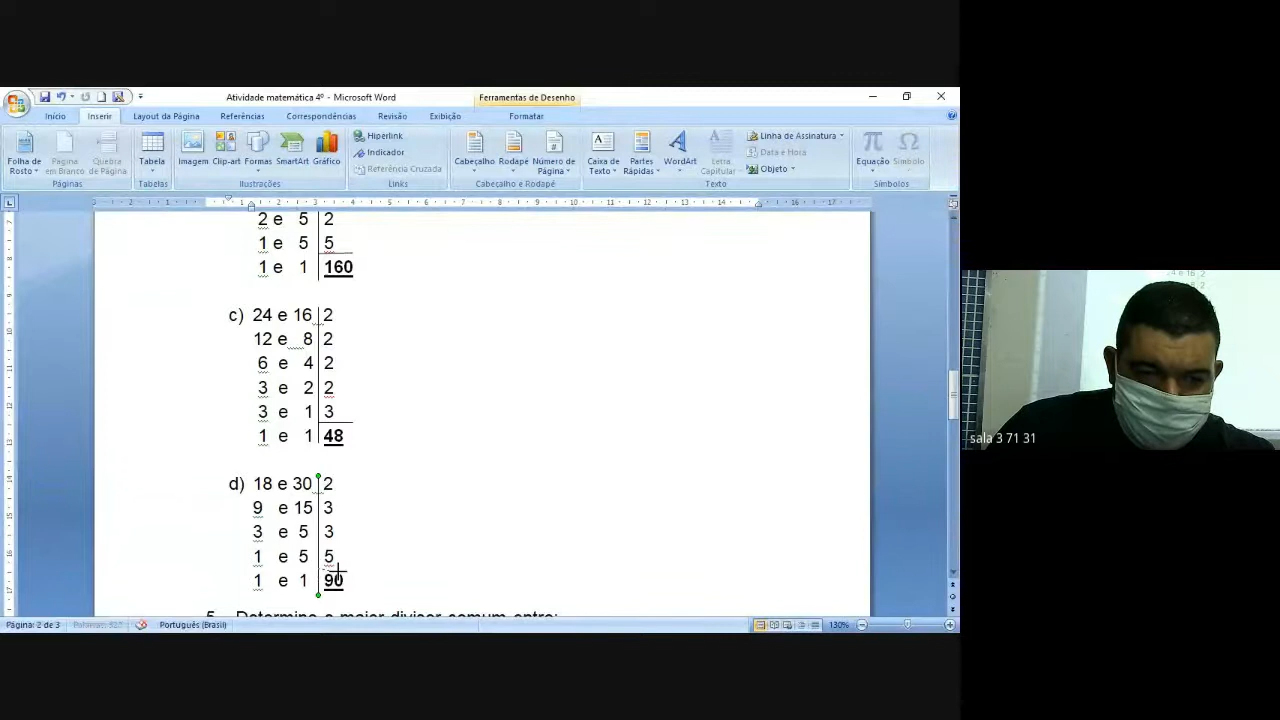 Atividade matemática 4º - Microsoft Word
Ferramentas de Desenho
Início Inserir Layout da Página Referências Correspondências Revisão Exibição Formatar
Folha de Rosto
Página em Branco
Quebra de Página
Páginas
Tabela
Tabelas
Imagem Clip-art Formas SmartArt Gráfico
Ilustrações
Hiperlink
Indicador
Referência Cruzada
Links
Cabeçalho Rodapé Número de Página
Cabeçalho e Rodapé
Caixa de Texto
Partes Rápidas
WordArt
Letra Capitular
Linha de Assinatura
Data e Hora
Objeto
Texto
Equação Símbolo
Símbolos
2 e 5 2
1 e 5 5
1 e 1 160
c) 24 e 16 2
12 e 8 2
6 e 4 2
3 e 2 2
3 e 1 3
1 e 1 48
d) 18 e 30 2
9 e 15 3
3 e 5 3
1 e 5 5
1 e 1 90
5. Determine o maior divisor comum entre:
Página: 2 de 3
Português (Brasil)
130%
sala 3 71 31